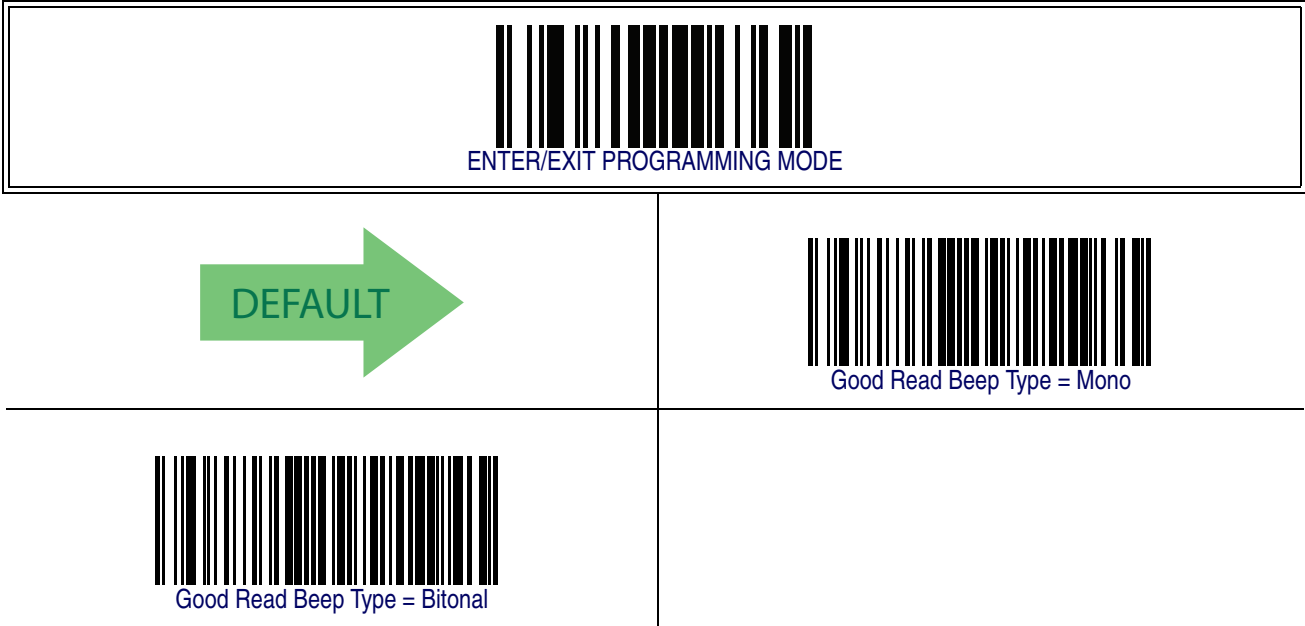 ENTER/EXIT PROGRAMMING MODE
DEFAULT
Good Read Beep Type = Mono
Good Read Beep Type = Bitonal